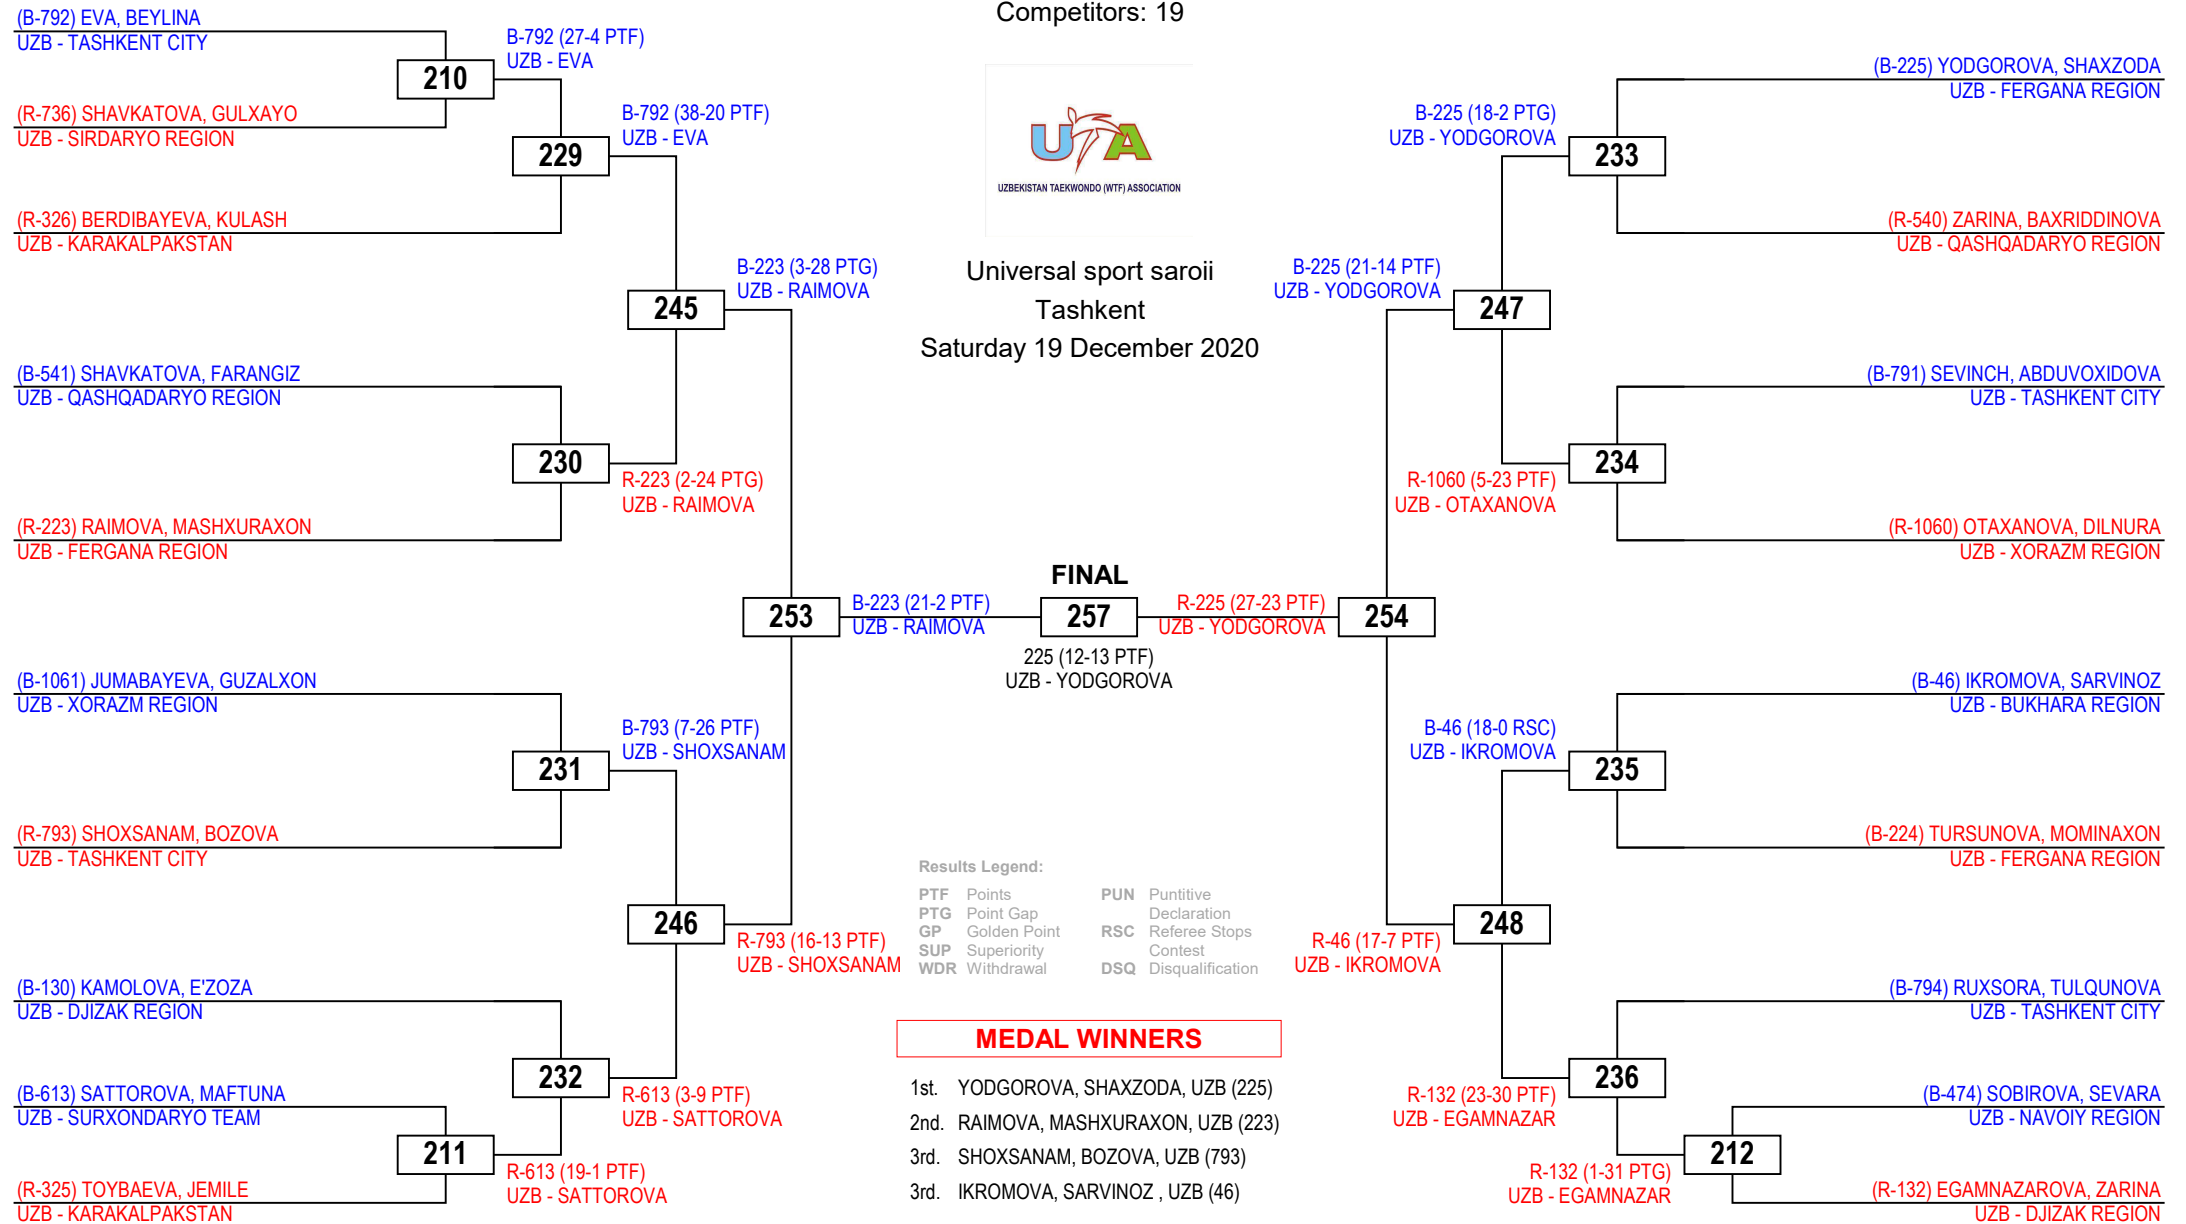 Competitors: 19
UTA
UZBEKISTAN TAEKWONDO (WTF) ASSOCIATION
Universal sport saroii
Tashkent
Saturday 19 December 2020
(B-792) EVA, BEYLINA
UZB - TASHKENT CITY
210
(R-736) SHAVKATOVA, GULXAYO
UZB - SIRDARYO REGION
B-792 (27-4 PTF)
UZB - EVA
229
(R-326) BERDIBAYEVA, KULASH
UZB - KARAKALPAKSTAN
B-792 (38-20 PTF)
UZB - EVA
245
B-223 (3-28 PTG)
UZB - RAIMOVA
(B-541) SHAVKATOVA, FARANGIZ
UZB - QASHQADARYO REGION
230
R-223 (2-24 PTG)
UZB - RAIMOVA
(R-223) RAIMOVA, MASHXURAXON
UZB - FERGANA REGION
253
B-223 (21-2 PTF)
UZB - RAIMOVA
(B-1061) JUMABAYEVA, GUZALXON
UZB - XORAZM REGION
231
B-793 (7-26 PTF)
UZB - SHOXSANAM
(R-793) SHOXSANAM, BOZOVA
UZB - TASHKENT CITY
246
R-793 (16-13 PTF)
UZB - SHOXSANAM
(B-130) KAMOLOVA, E'ZOZA
UZB - DJIZAK REGION
232
R-613 (3-9 PTF)
UZB - SATTOROVA
(B-613) SATTOROVA, MAFTUNA
UZB - SURXONDARYO TEAM
211
R-613 (19-1 PTF)
UZB - SATTOROVA
(R-325) TOYBAEVA, JEMILE
UZB - KARAKALPAKSTAN
FINAL
257
225 (12-13 PTF)
UZB - YODGOROVA
R-225 (27-23 PTF)
UZB - YODGOROVA
254
(B-225) YODGOROVA, SHAXZODA
UZB - FERGANA REGION
B-225 (18-2 PTG)
UZB - YODGOROVA
233
(R-540) ZARINA, BAXRIDDINOVA
UZB - QASHQADARYO REGION
B-225 (21-14 PTF)
UZB - YODGOROVA
247
(B-791) SEVINCH, ABDUVOXIDOVA
UZB - TASHKENT CITY
234
R-1060 (5-23 PTF)
UZB - OTAXANOVA
(R-1060) OTAXANOVA, DILNURA
UZB - XORAZM REGION
(B-46) IKROMOVA, SARVINOZ
UZB - BUKHARA REGION
B-46 (18-0 RSC)
UZB - IKROMOVA
235
(B-224) TURSUNOVA, MOMINAXON
UZB - FERGANA REGION
248
R-46 (17-7 PTF)
UZB - IKROMOVA
(B-794) RUXSORA, TULQUNOVA
UZB - TASHKENT CITY
236
R-132 (23-30 PTF)
UZB - EGAMNAZAR
(B-474) SOBIROVA, SEVARA
UZB - NAVOIY REGION
212
R-132 (1-31 PTG)
UZB - EGAMNAZAR
(R-132) EGAMNAZAROVA, ZARINA
UZB - DJIZAK REGION
Results Legend:
PTF Points
PTG Point Gap
GP Golden Point
SUP Superiority
WDR Withdrawal
PUN Puntitive
Declaration
RSC Referee Stops
Contest
DSQ Disqualification
MEDAL WINNERS
1st. YODGOROVA, SHAXZODA, UZB (225)
2nd. RAIMOVA, MASHXURAXON, UZB (223)
3rd. SHOXSANAM, BOZOVA, UZB (793)
3rd. IKROMOVA, SARVINOZ , UZB (46)